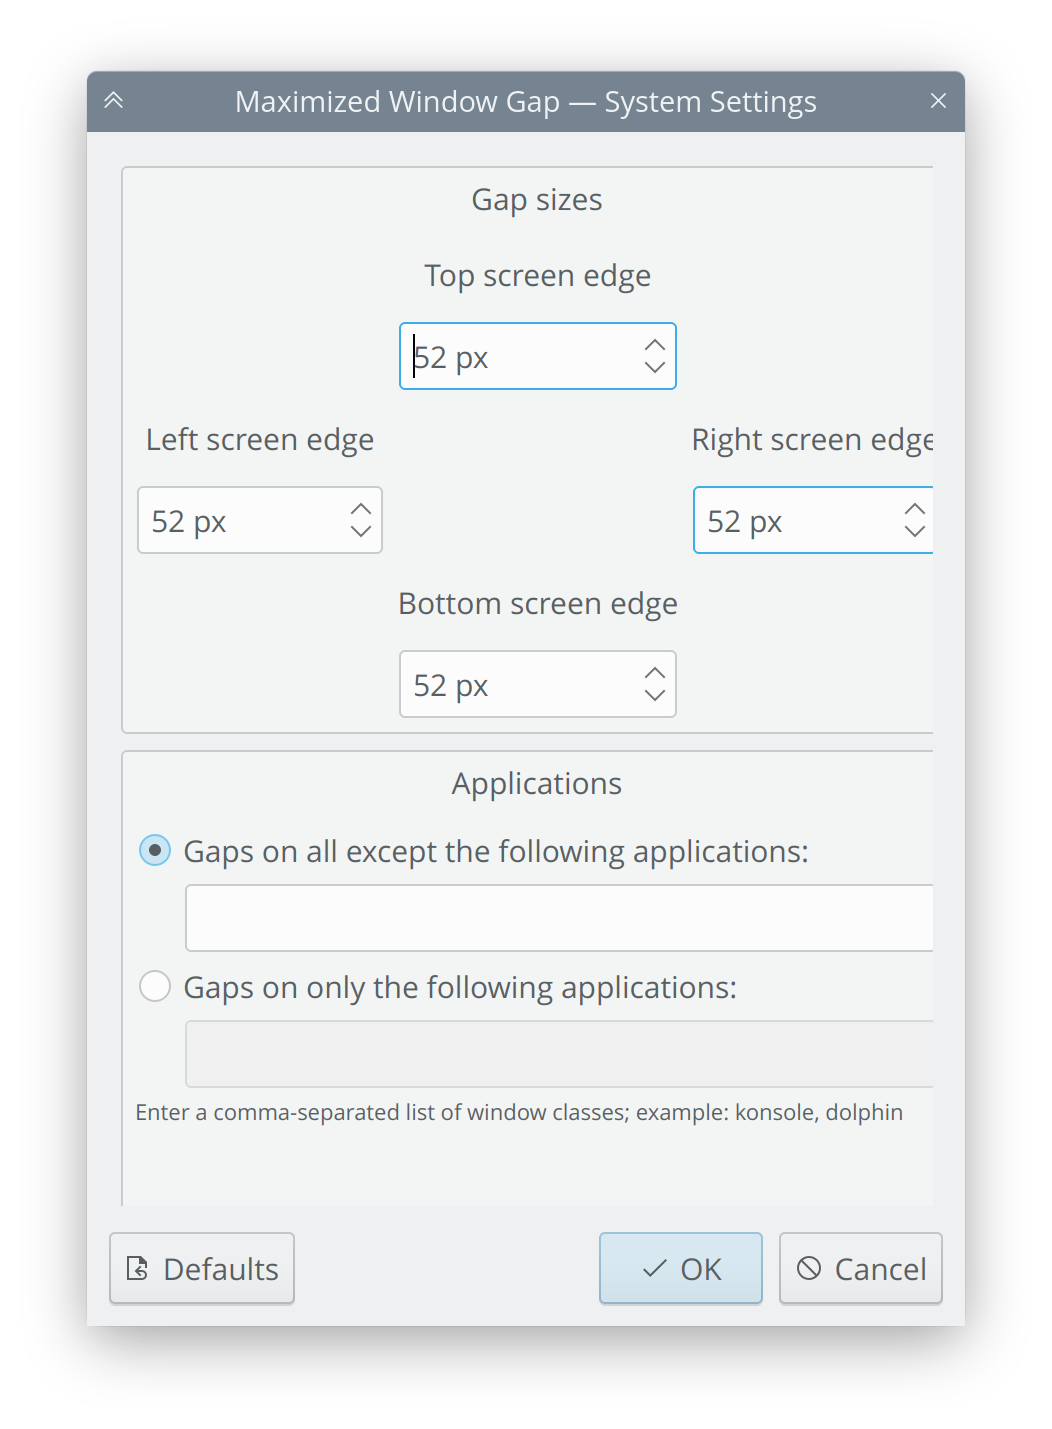 Maximized Window Gap — System Settings
Gap sizes
Top screen edge
52 px
Left screen edge
Right screen edge
52 px
52 px
Bottom screen edge
52 px
Applications
Gaps on all except the following applications:
Gaps on only the following applications:
Enter a comma-separated list of window classes; example: konsole, dolphin
Defaults
OK
Cancel